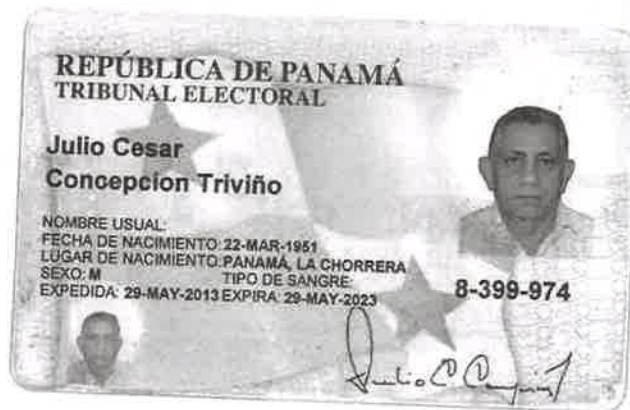 REPÚBLICA DE PANAMÁ
TRIBUNAL ELECTORAL
Julio Cesar
Concepcion Triviño
NOMBRE USUAL:
FECHA DE NACIMIENTO: 22-MAR-1951
LUGAR DE NACIMIENTO: PANAMÁ, LA CHORRERA
SEXO: M TIPO DE SANGRE:
EXPEDIDA: 29-MAY-2013 EXPIRA: 29-MAY-2023
8-399-974